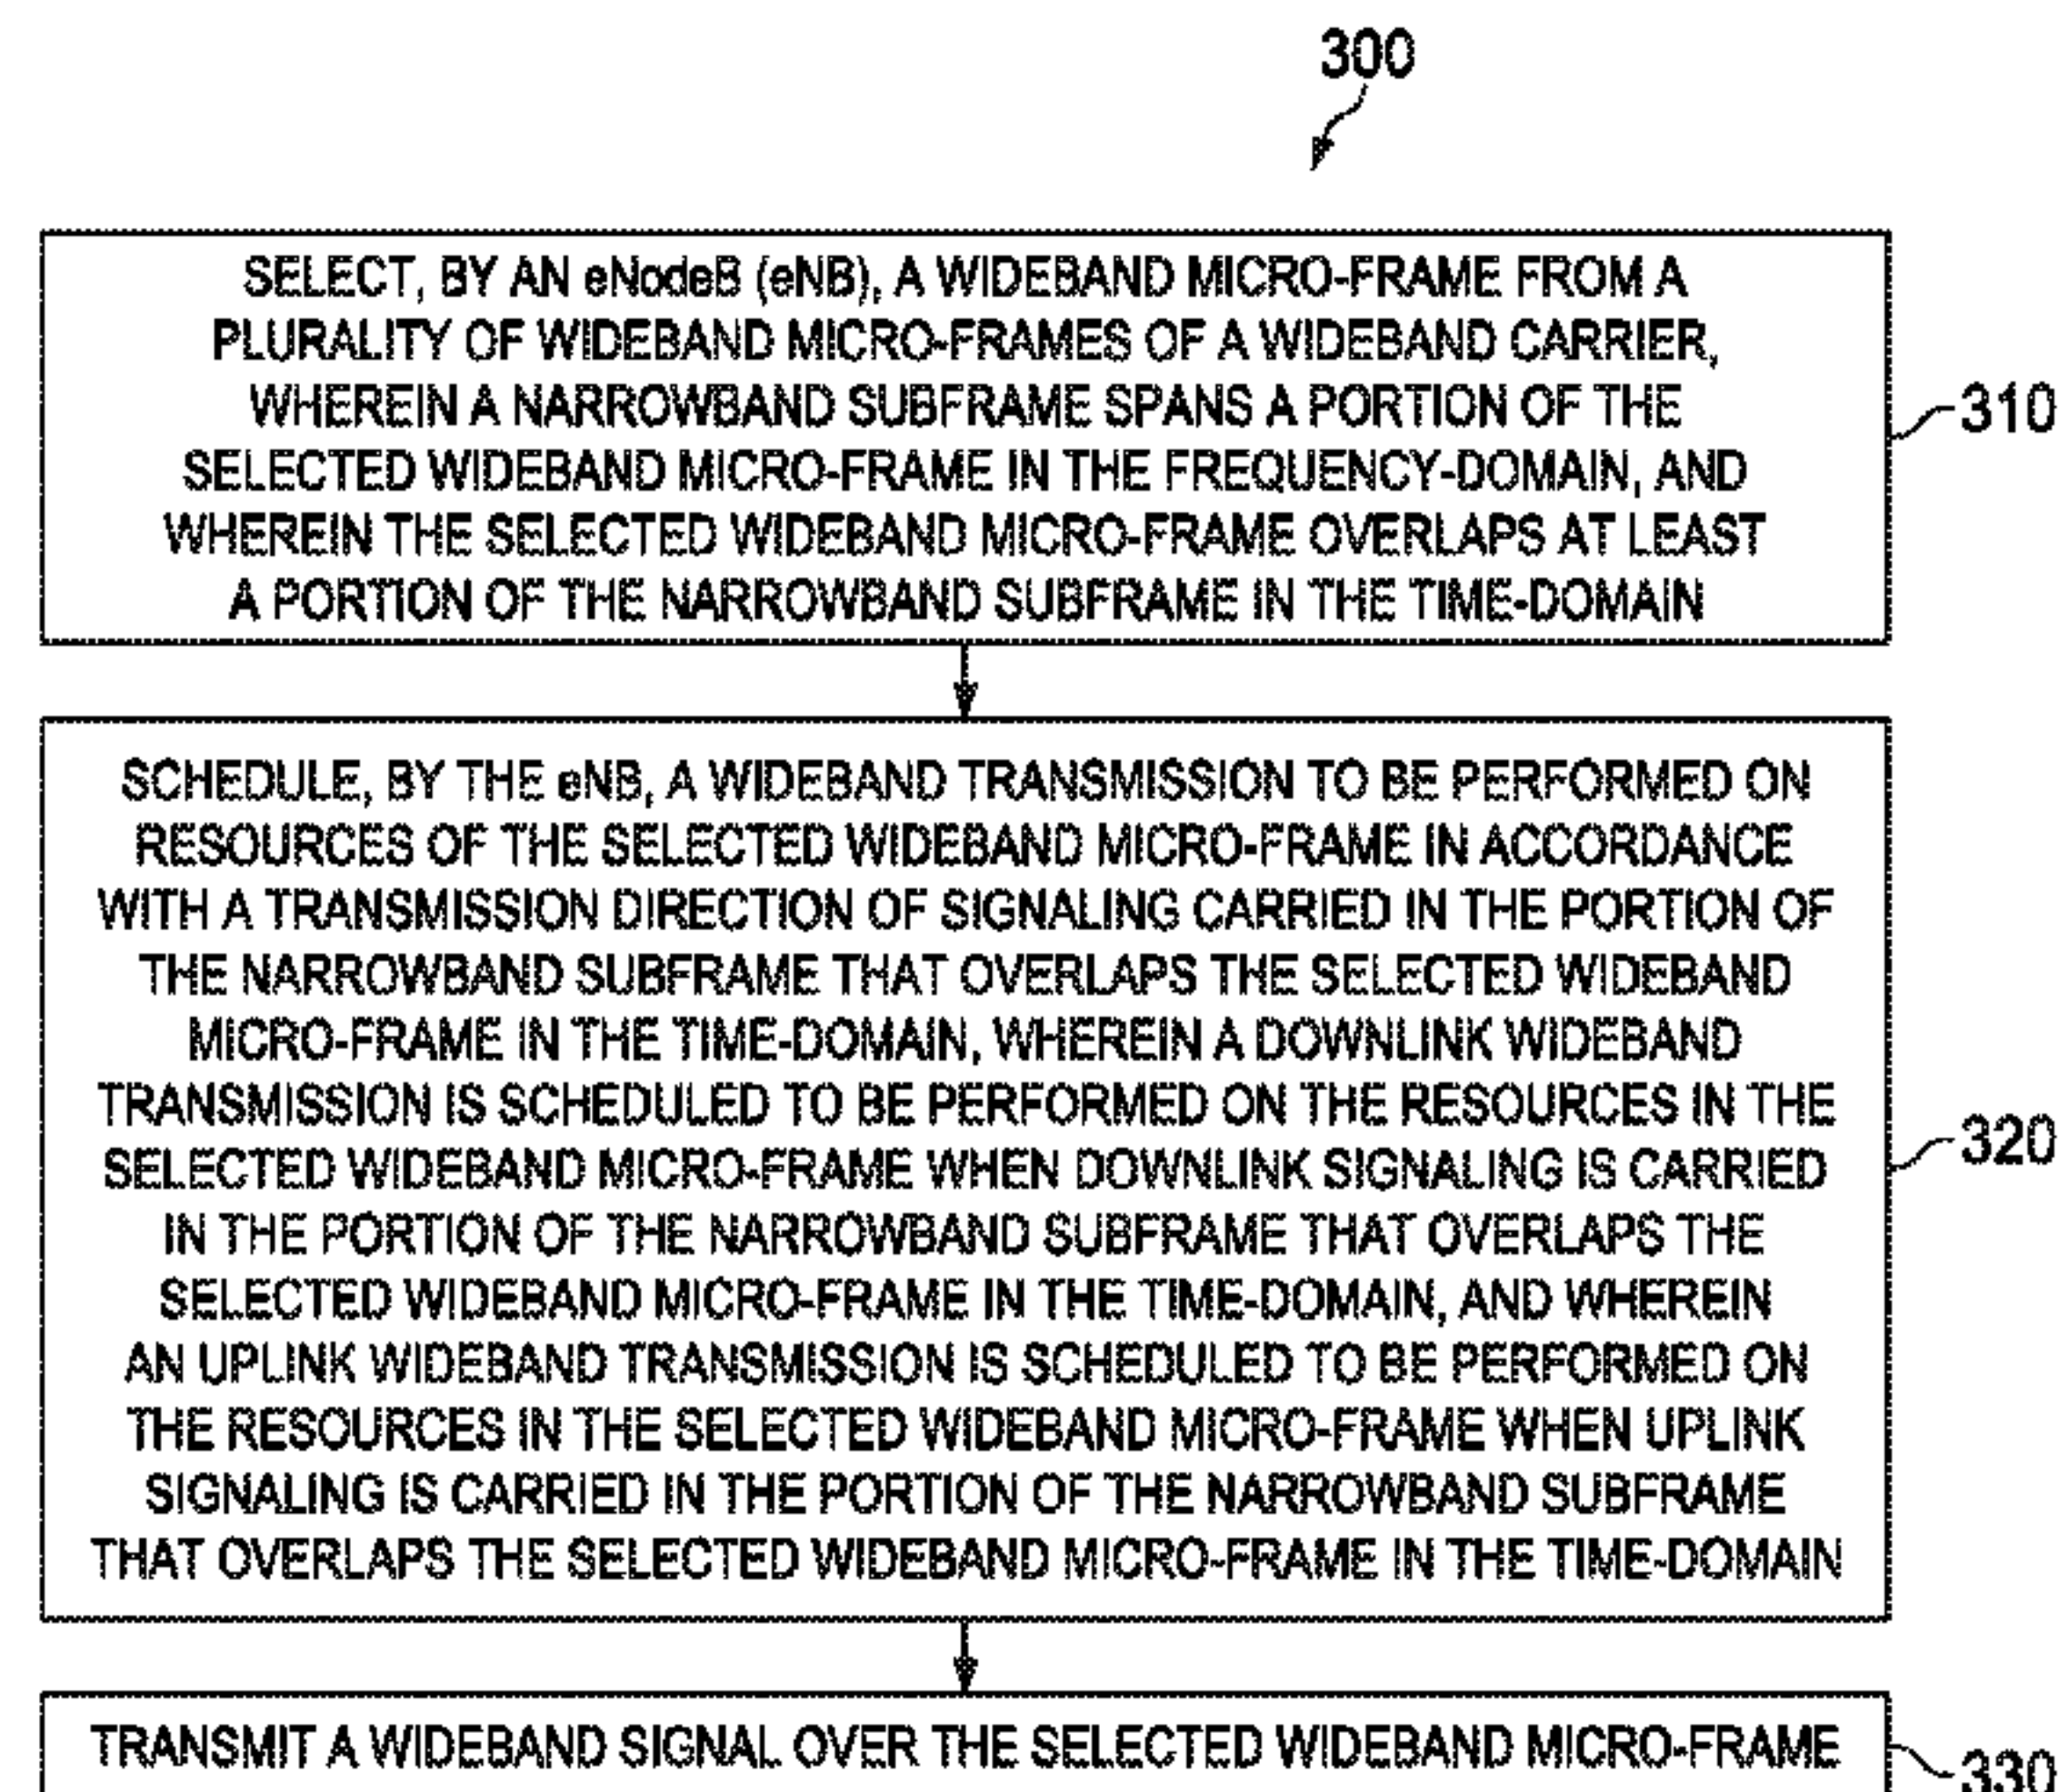 300
SELECT, BY AN eNodeB (eNB), A WIDEBAND MICRO-FRAME FROM A
PLURALITY OF WIDEBAND MICRO-FRAMES OF A WIDEBAND CARRIER,
WHEREIN A NARROWBAND SUBFRAME SPANS A PORTION OF THE
SELECTED WIDEBAND MICRO-FRAME IN THE FREQUENCY-DOMAIN, AND
WHEREIN THE SELECTED WIDEBAND MICRO-FRAME OVERLAPS AT LEAST
A PORTION OF THE NARROWBAND SUBFRAME IN THE TIME-DOMAIN
310
SCHEDULE, BY THE eNB, A WIDEBAND TRANSMISSION TO BE PERFORMED ON
RESOURCES OF THE SELECTED WIDEBAND MICRO-FRAME IN ACCORDANCE
WITH A TRANSMISSION DIRECTION OF SIGNALING CARRIED IN THE PORTION OF
THE NARROWBAND SUBFRAME THAT OVERLAPS THE SELECTED WIDEBAND
MICRO-FRAME IN THE TIME-DOMAIN, WHEREIN A DOWNLINK WIDEBAND
TRANSMISSION IS SCHEDULED TO BE PERFORMED ON THE RESOURCES IN THE
SELECTED WIDEBAND MICRO-FRAME WHEN DOWNLINK SIGNALING IS CARRIED
IN THE PORTION OF THE NARROWBAND SUBFRAME THAT OVERLAPS THE
SELECTED WIDEBAND MICRO-FRAME IN THE TIME-DOMAIN, AND WHEREIN
AN UPLINK WIDEBAND TRANSMISSION IS SCHEDULED TO BE PERFORMED ON
THE RESOURCES IN THE SELECTED WIDEBAND MICRO-FRAME WHEN UPLINK
SIGNALING IS CARRIED IN THE PORTION OF THE NARROWBAND SUBFRAME
THAT OVERLAPS THE SELECTED WIDEBAND MICRO-FRAME IN THE TIME-DOMAIN
320
TRANSMIT A WIDEBAND SIGNAL OVER THE SELECTED WIDEBAND MICRO-FRAME
330